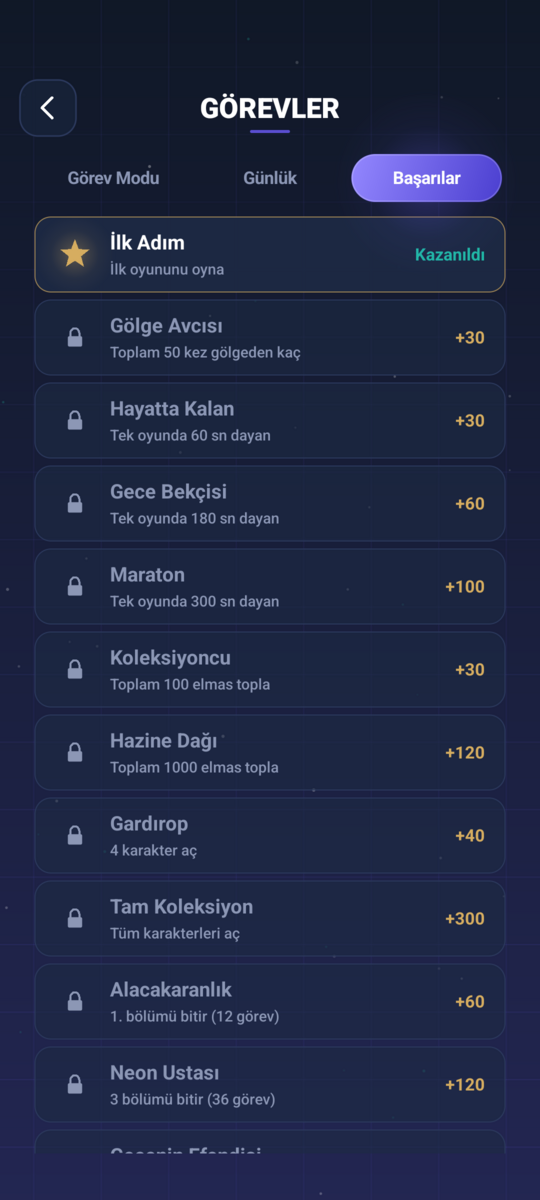 GÖREVLER
Görev Modu
Günlük
Başarılar
İlk Adım
İlk oyununu oyna
Kazanıldı
Gölge Avcısı
Toplam 50 kez gölgeden kaç
+30
Hayatta Kalan
Tek oyunda 60 sn dayan
+30
Gece Bekçisi
Tek oyunda 180 sn dayan
+60
Maraton
Tek oyunda 300 sn dayan
+100
Koleksiyoncu
Toplam 100 elmas topla
+30
Hazine Dağı
Toplam 1000 elmas topla
+120
Gardırop
4 karakter aç
+40
Tam Koleksiyon
Tüm karakterleri aç
+300
Alacakaranlık
1. bölümü bitir (12 görev)
+60
Neon Ustası
3 bölümü bitir (36 görev)
+120